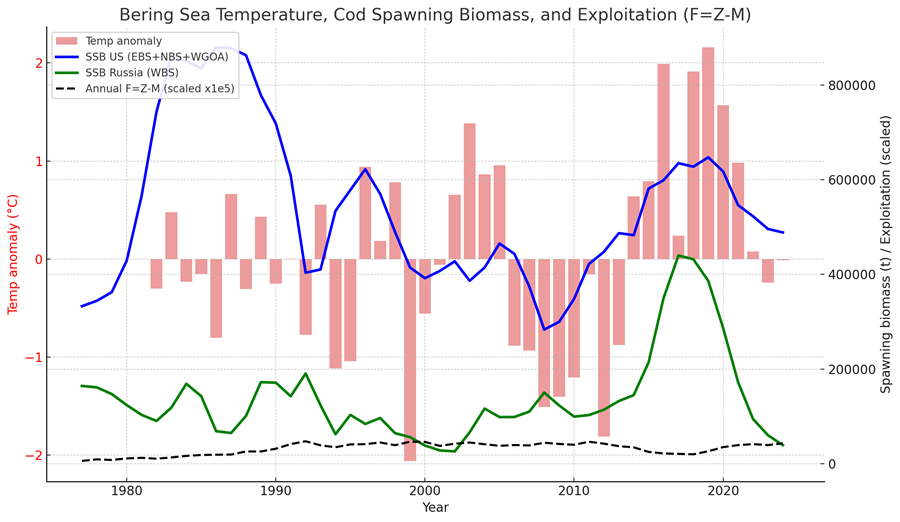 Bering Sea Temperature, Cod Spawning Biomass, and Exploitation (F=Z-M)
Temp anomaly
SSB US (EBS+NBS+WGOA)
SSB Russia (WBS)
Annual F=Z-M (scaled x1e5)
2
1
0
−1
−2
Temp anomaly (°C)
800000
600000
400000
200000
0
Spawning biomass (t) / Exploitation (scaled)
1980
1990
2000
2010
2020
Year